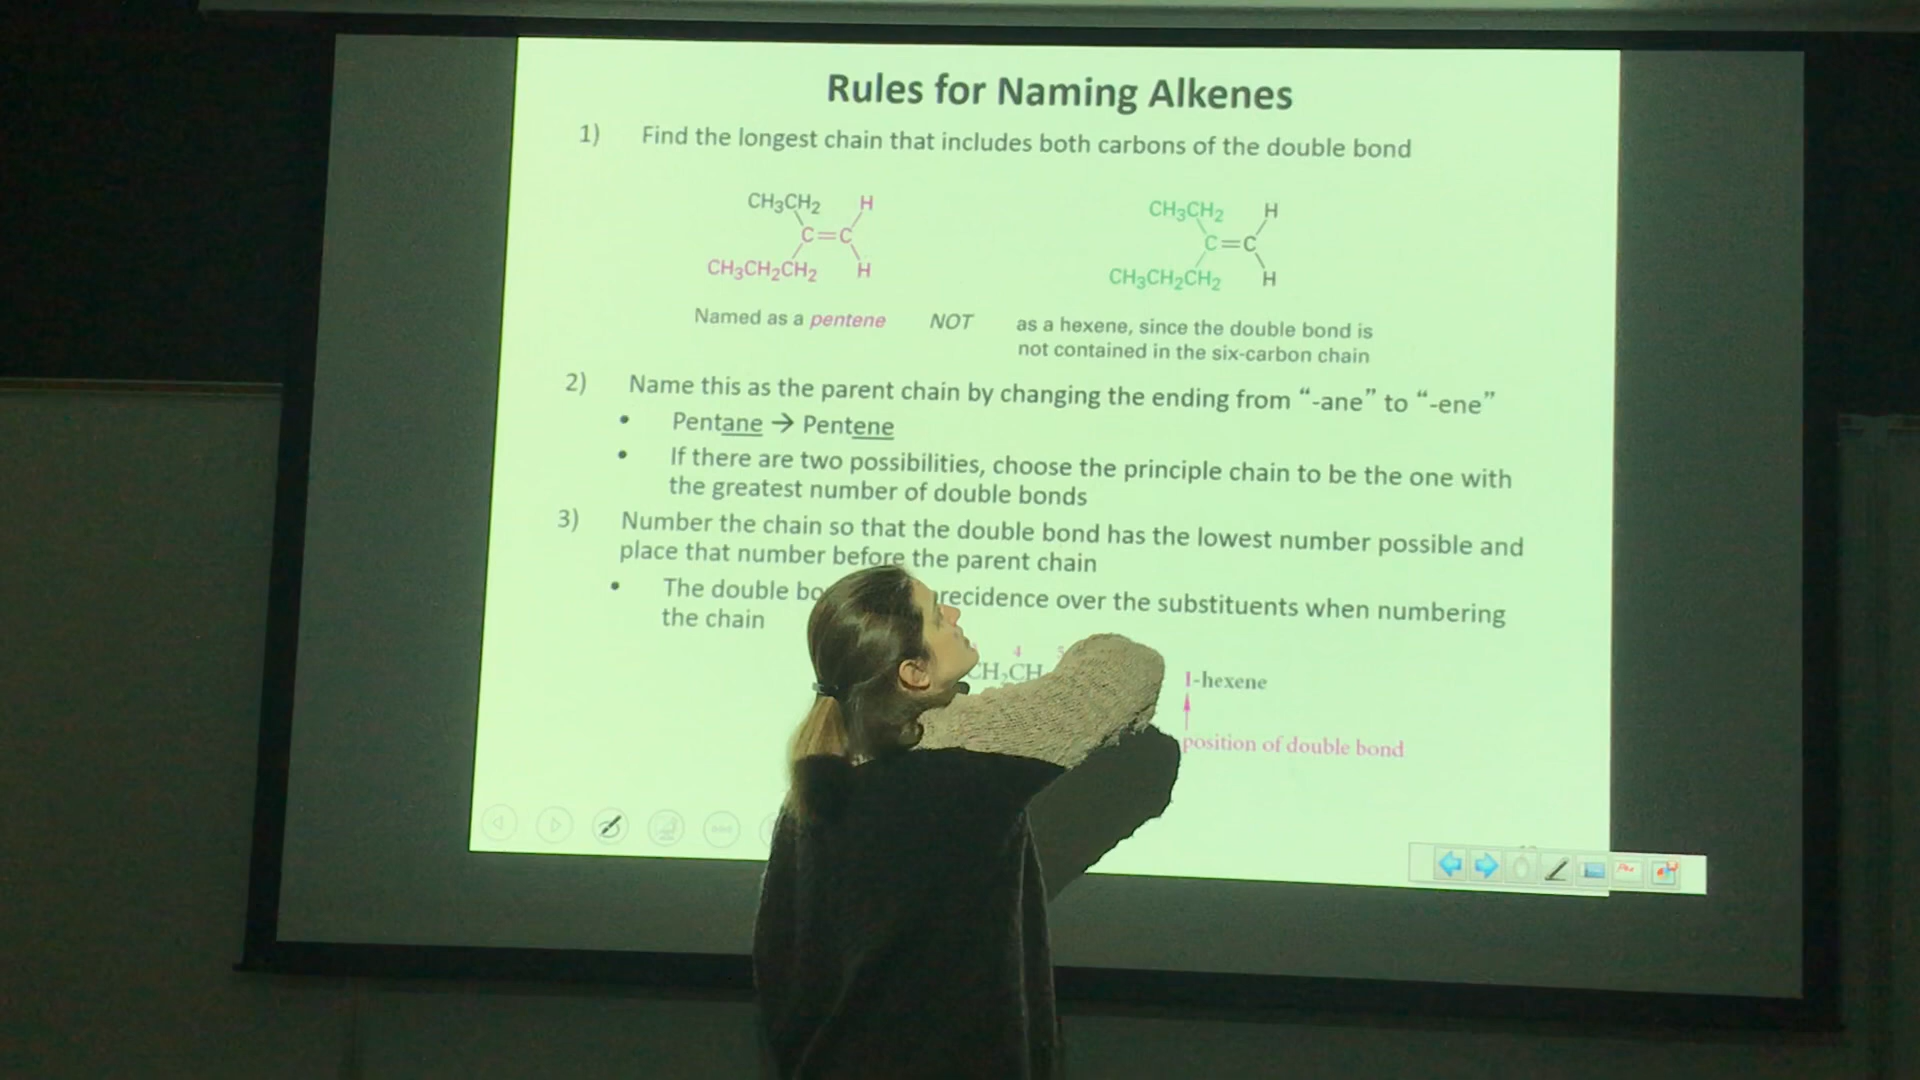 Rules for Naming Alkenes
1) Find the longest chain that includes both carbons of the double bond
CH3CH2 H
C=C
CH3CH2CH2 H
CH3CH2 H
C=C
CH3CH2CH2 H
Named as a pentene NOT as a hexene, since the double bond is
not contained in the six-carbon chain
2) Name this as the parent chain by changing the ending from “-ane” to “-ene”
• Pentane → Pentene
• If there are two possibilities, choose the principle chain to be the one with
the greatest number of double bonds
3) Number the chain so that the double bond has the lowest number possible and
place that number before the parent chain
• The double recidence over the substituents when numbering
the chain
4 5
CH2CH
1-hexene
position of double bond